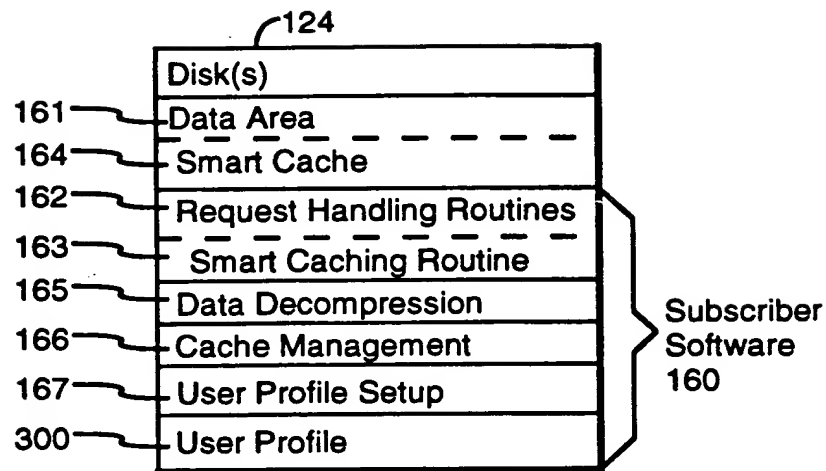 124
Disk(s)
161 Data Area
164 Smart Cache
162 Request Handling Routines
163 Smart Caching Routine
165 Data Decompression
166 Cache Management
167 User Profile Setup
300 User Profile
Subscriber
Software
160